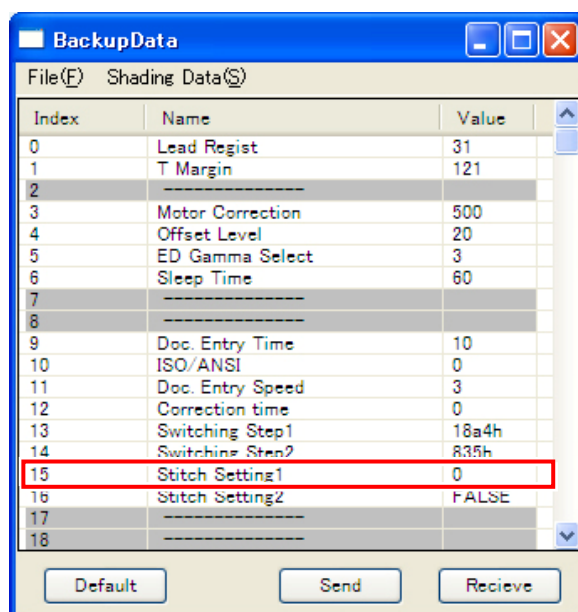 BackupData
File(F) Shading Data(S)
Index Name Value
0 Lead Regist 31
1 T Margin 121
2 --------------
3 Motor Correction 500
4 Offset Level 20
5 ED Gamma Select 3
6 Sleep Time 60
7 --------------
8 --------------
9 Doc. Entry Time 10
10 ISO/ANSI 0
11 Doc. Entry Speed 3
12 Correction time 0
13 Switching Step1 18a4h
14 Switching Step2 835h
15 Stitch Setting1 0
16 Stitch Setting2 FALSE
17 --------------
18 --------------
Default Send Recieve